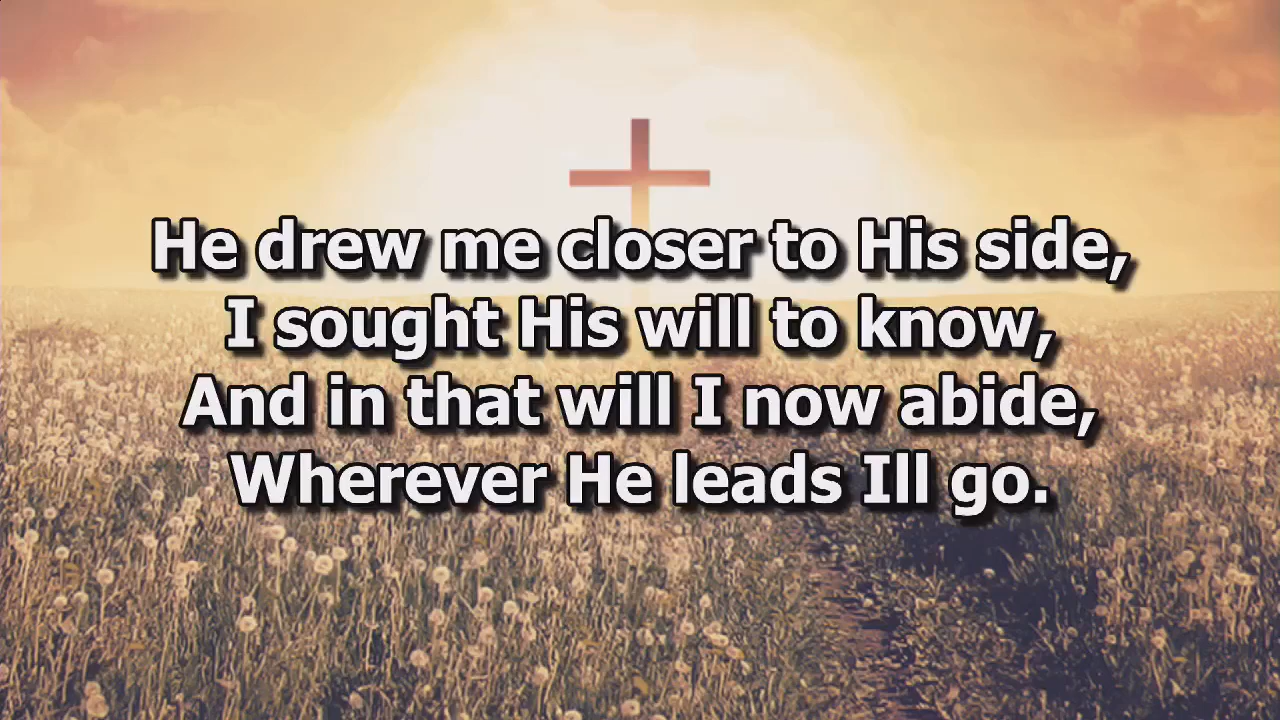 He drew me closer to His side,
I sought His will to know,
And in that will I now abide,
Wherever He leads Ill go.